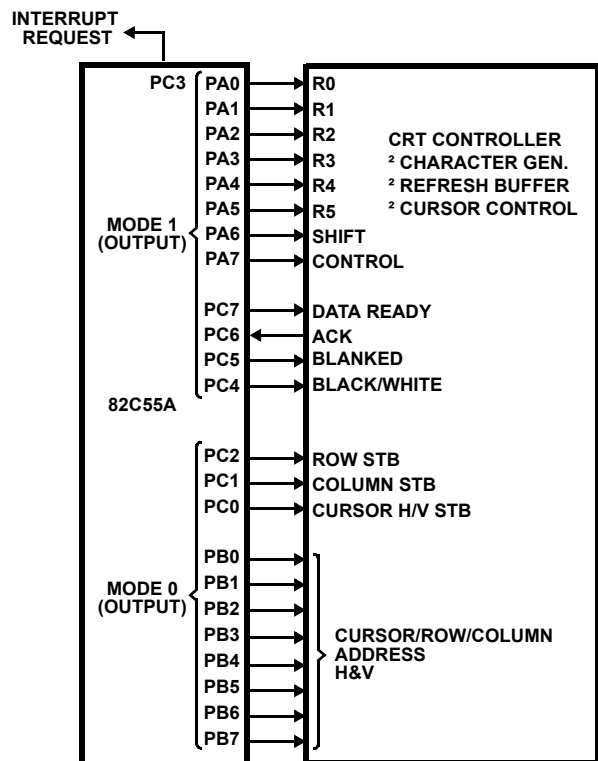 INTERRUPT
REQUEST
PC3 PA0 R0
PA1 R1
PA2 R2
PA3 R3
PA4 R4
PA5 R5
PA6 SHIFT
PA7 CONTROL
CRT CONTROLLER
² CHARACTER GEN.
² REFRESH BUFFER
² CURSOR CONTROL
MODE 1
(OUTPUT)
PC7 DATA READY
PC6 ACK
PC5 BLANKED
PC4 BLACK/WHITE
82C55A
PC2 ROW STB
PC1 COLUMN STB
PC0 CURSOR H/V STB
MODE 0
(OUTPUT)
PB0
PB1
PB2
PB3
PB4
PB5
PB6
PB7
CURSOR/ROW/COLUMN
ADDRESS
H&V